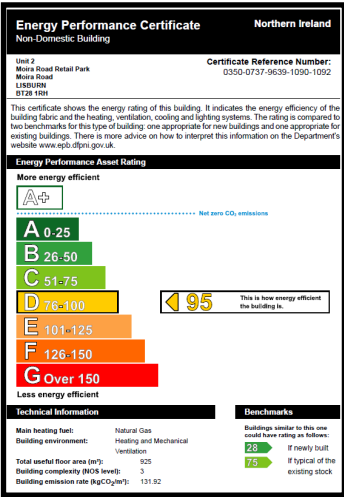 Energy Performance Certificate
Northern Ireland
Non-Domestic Building
Unit 2
Moira Road Retail Park
Moira Road
LISBURN
BT28 1RH
Certificate Reference Number:
0350-0737-9639-1090-1092
This certificate shows the energy rating of this building. It indicates the energy efficiency of the
building fabric and the heating, ventilation, cooling and lighting systems. The rating is compared to
two benchmarks for this type of building: one appropriate for new buildings and one appropriate for
existing buildings. There is more advice on how to interpret this information on the Department's
website www.epb.dfpni.gov.uk.
Energy Performance Asset Rating
More energy efficient
A+
Net zero CO₂ emissions
A 0-25
B 26-50
C 51-75
D 76-100
95
This is how energy efficient
the building is.
E 101-125
F 126-150
G Over 150
Less energy efficient
Technical Information
Main heating fuel: Natural Gas
Building environment: Heating and Mechanical
Ventilation
Total useful floor area (m²): 925
Building complexity (NOS level): 3
Building emission rate (kgCO₂/m²): 131.92
Benchmarks
Buildings similar to this one
could have rating as follows:
28 If newly built
75 If typical of the
existing stock